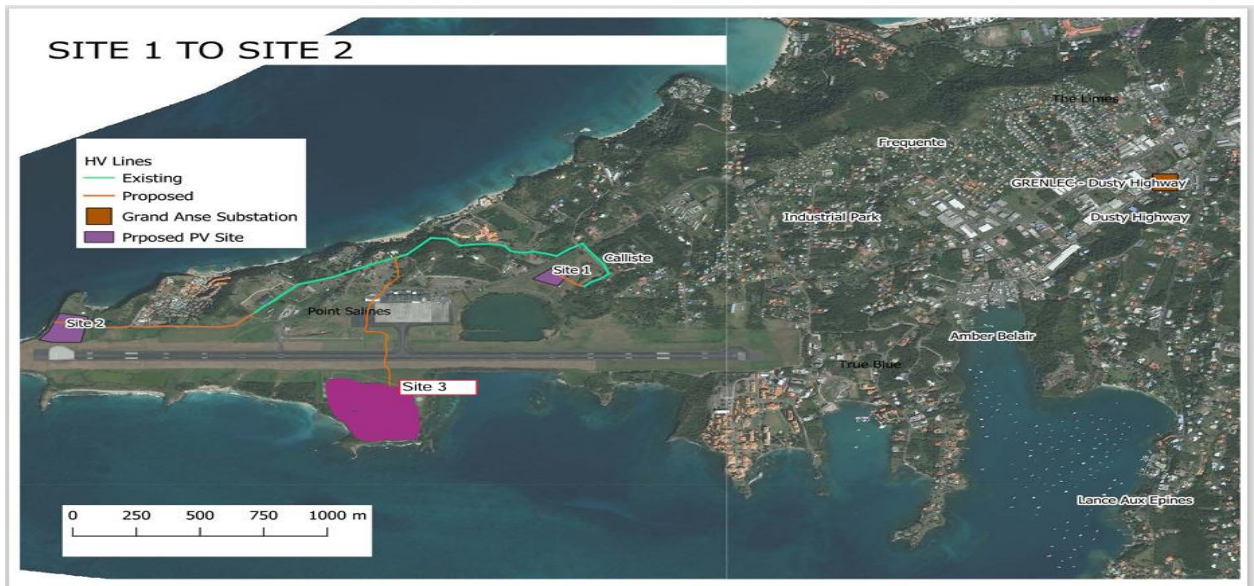 SITE 1 TO SITE 2
The Limes
Frequente
HV Lines
Existing
Proposed
Grand Anse Substation
Prposed PV Site
GRENLEC - Dusty Highway
Industrial Park
Dusty Highway
Calliste
Site 1
Point Salines
Site 2
Amber Belair
True Blue
Site 3
Lance Aux Epines
0 250 500 750 1000 m